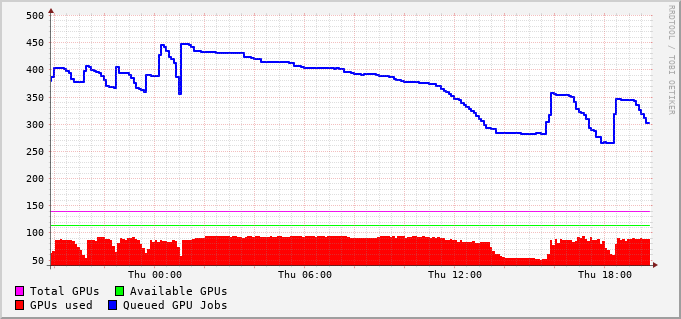 500
450
400
350
300
250
200
150
100
50
Thu 00:00 Thu 06:00 Thu 12:00 Thu 18:00
Total GPUs Available GPUs
GPUs used Queued GPU Jobs
RRDTOOL / TOBI OETIKER